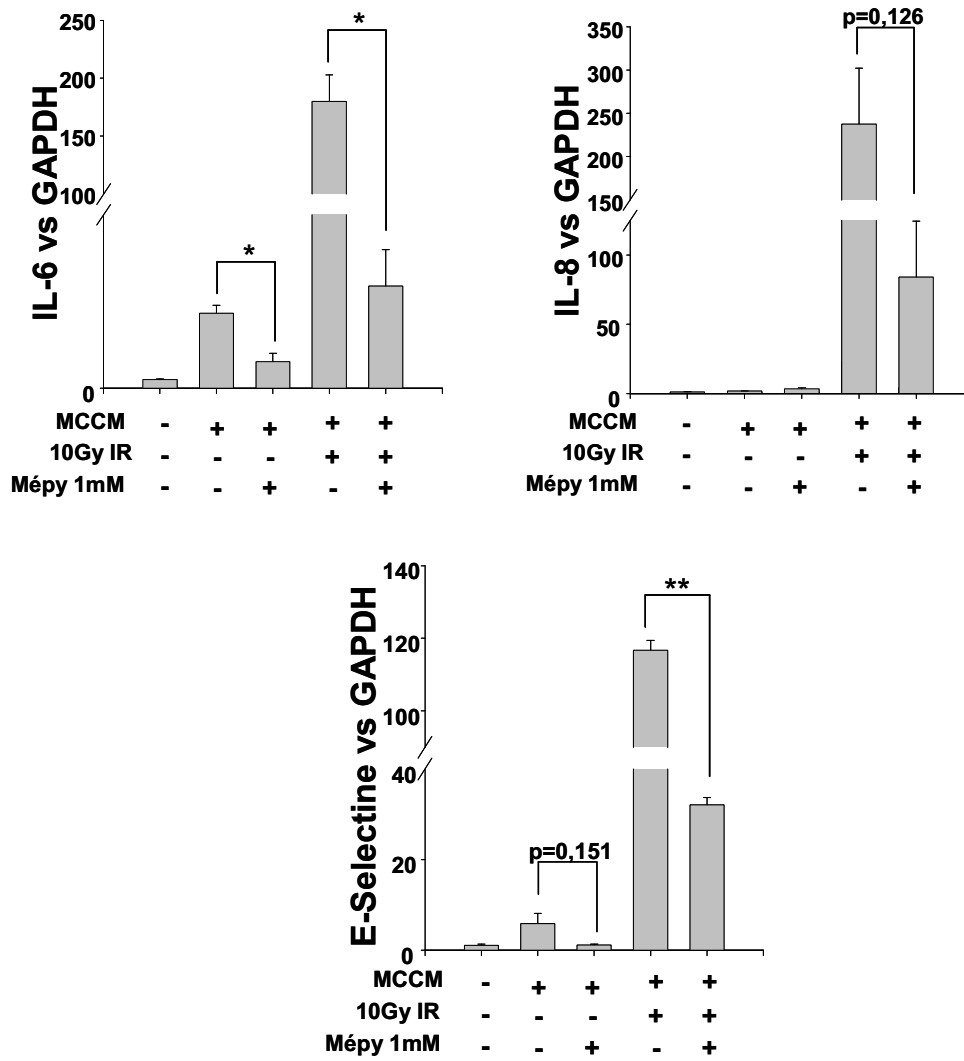 250
200
150
100
0
IL-6 vs GAPDH
*
*
MCCM - + + + +
10Gy IR - - - + +
Mépy 1mM - - + - +
p=0,126
350
300
250
200
150
100
50
0
IL-8 vs GAPDH
MCCM - + + + +
10Gy IR - - - + +
Mépy 1mM - - + - +
140
120
100
40
20
0
E-Selectine vs GAPDH
**
p=0,151
MCCM - + + + +
10Gy IR - - - + +
Mépy 1mM - - + - +